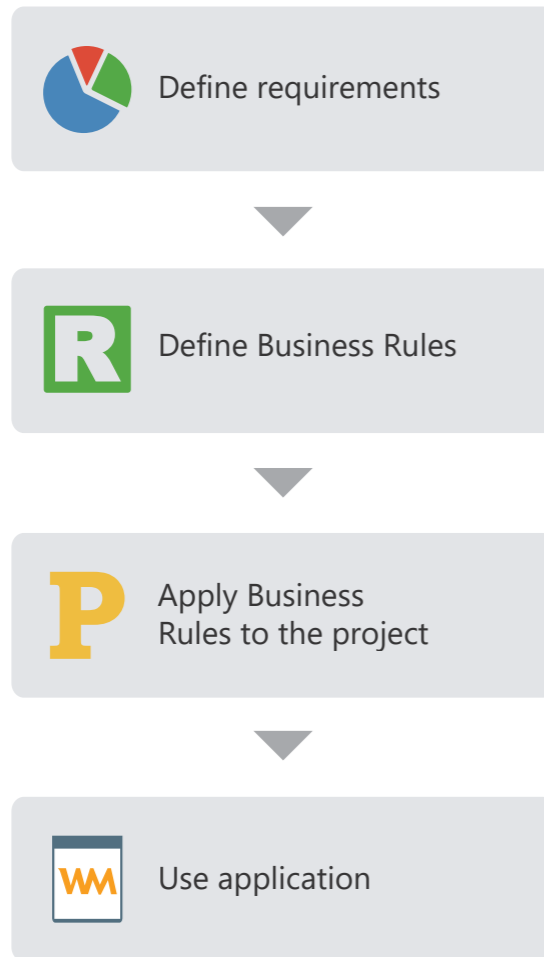 Define requirements
R
Define Business Rules
P
Apply Business
Rules to the project
WM
Use application